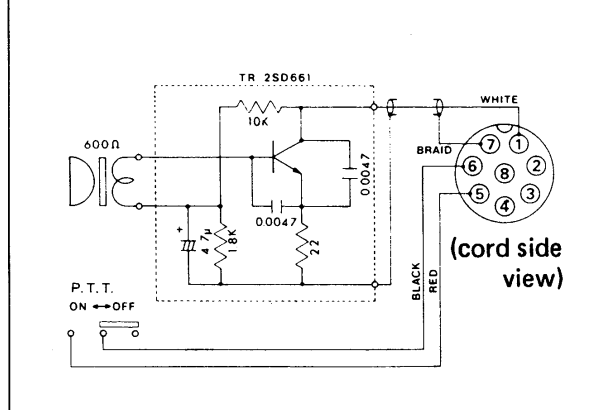 TR 2SD661
10K
WHITE
600Ω
BRAID
7
1
6
8
2
5
3
4
0.0047
0.0047
+
4.7μ
1.8K
22
(cord side
view)
BLACK
RED
P.T.T.
ON ↔ OFF